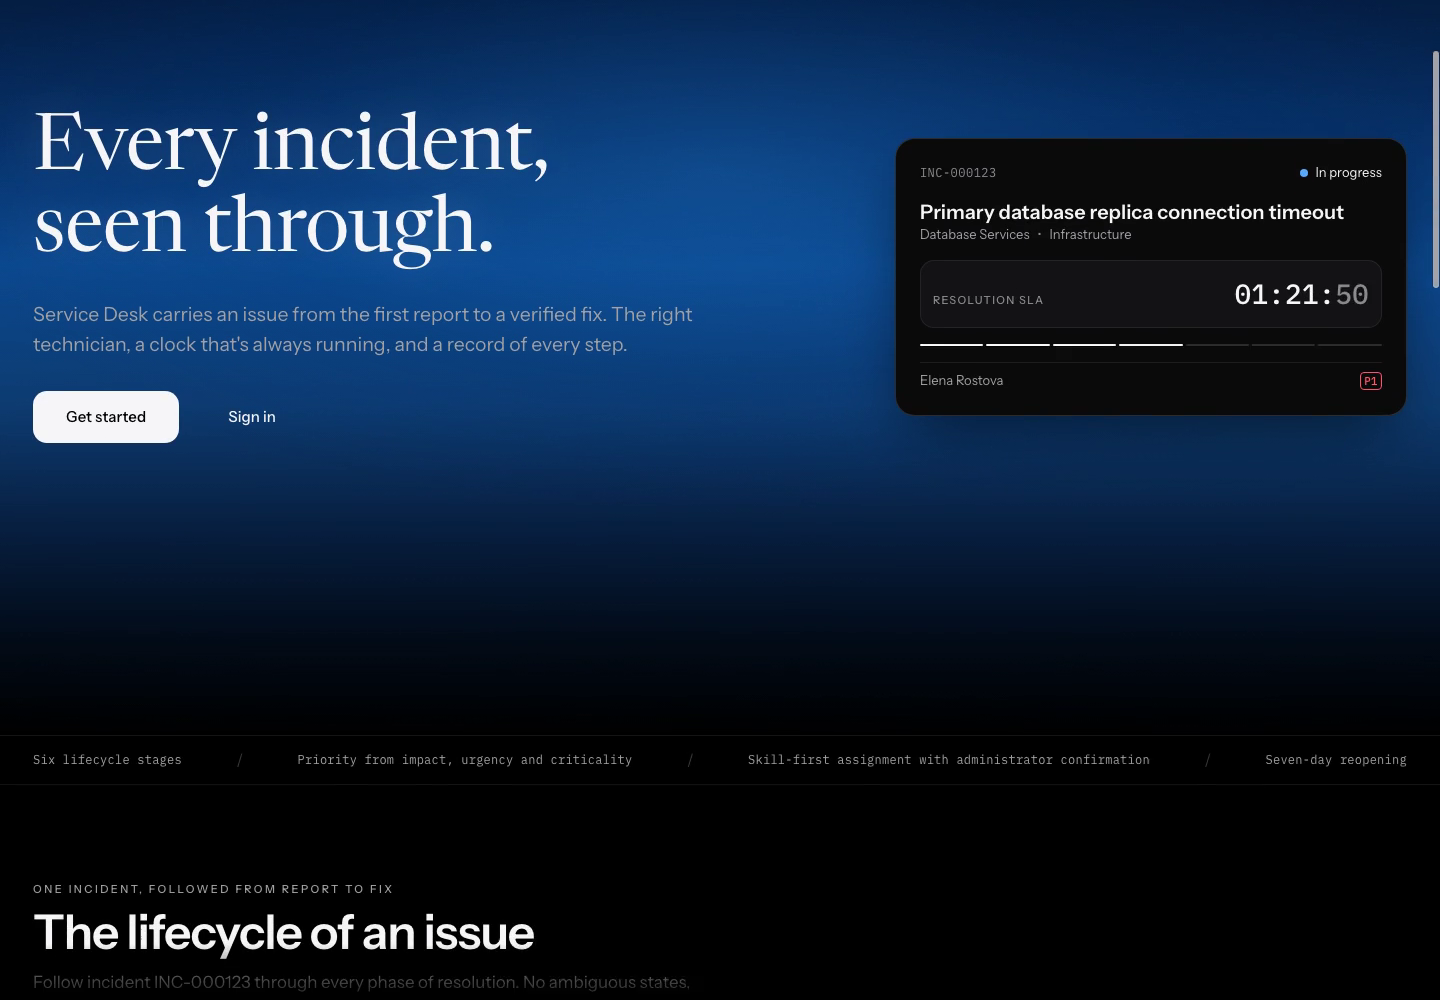 Every incident,
seen through.
Service Desk carries an issue from the first report to a verified fix. The right
technician, a clock that's always running, and a record of every step.
Get started
Sign in
INC-000123
In progress
Primary database replica connection timeout
Database Services • Infrastructure
RESOLUTION SLA
01:21:50
Elena Rostova
P1
Six lifecycle stages / Priority from impact, urgency and criticality / Skill-first assignment with administrator confirmation / Seven-day reopening
ONE INCIDENT, FOLLOWED FROM REPORT TO FIX
The lifecycle of an issue
Follow incident INC-000123 through every phase of resolution. No ambiguous states,